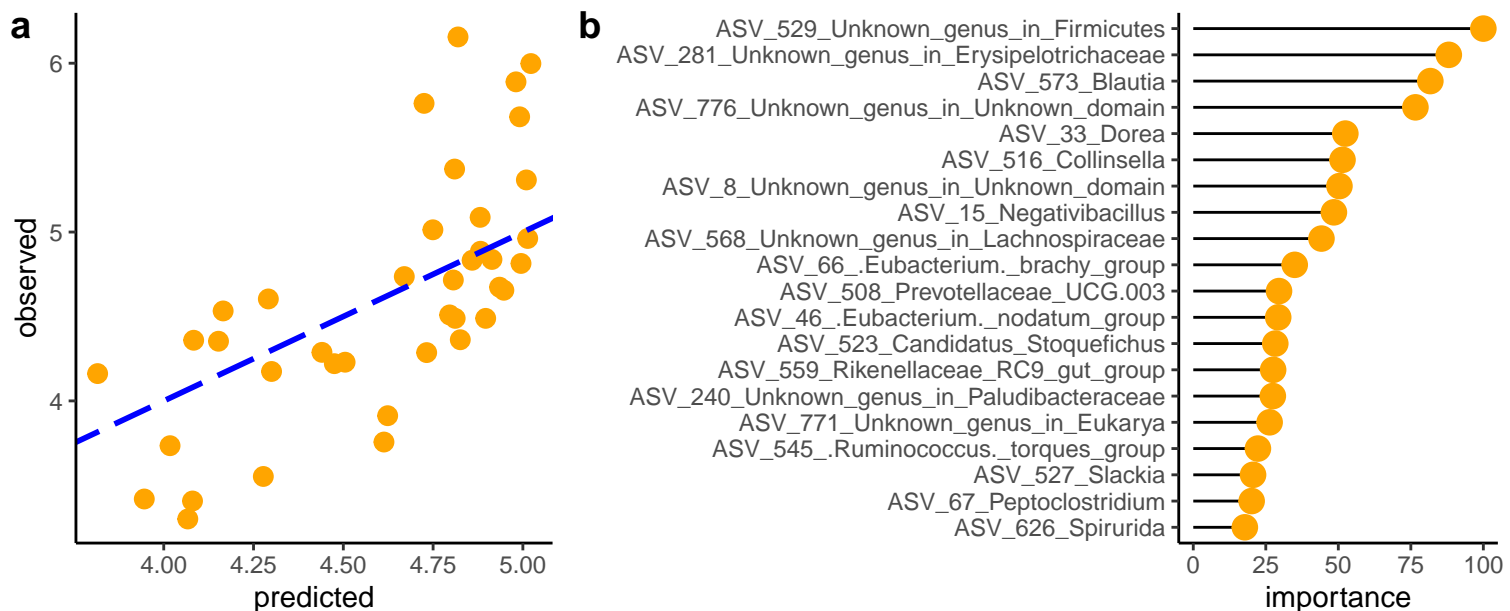 a
6
5
4
observed
4.00 4.25 4.50 4.75 5.00
predicted
b
ASV_529_Unknown_genus_in_Firmicutes
ASV_281_Unknown_genus_in_Erysipelotrichaceae
ASV_573_Blautia
ASV_776_Unknown_genus_in_Unknown_domain
ASV_33_Dorea
ASV_516_Collinsella
ASV_8_Unknown_genus_in_Unknown_domain
ASV_15_Negativibacillus
ASV_568_Unknown_genus_in_Lachnospiraceae
ASV_66_.Eubacterium._brachy_group
ASV_508_Prevotellaceae_UCG.003
ASV_46_.Eubacterium._nodatum_group
ASV_523_Candidatus_Stoquefichus
ASV_559_Rikenellaceae_RC9_gut_group
ASV_240_Unknown_genus_in_Paludibacteraceae
ASV_771_Unknown_genus_in_Eukarya
ASV_545_.Ruminococcus._torques_group
ASV_527_Slackia
ASV_67_Peptoclostridium
ASV_626_Spirurida
0 25 50 75 100
importance